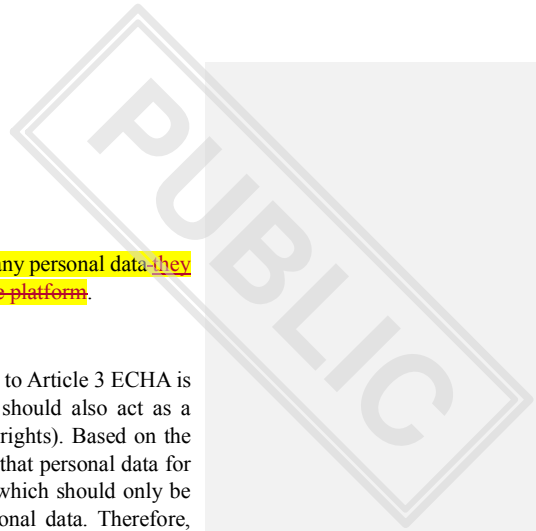 any personal data they
e platform.
to Article 3 ECHA is
should also act as a
rights). Based on the
that personal data for
which should only be
onal data. Therefore,
PUBLIC